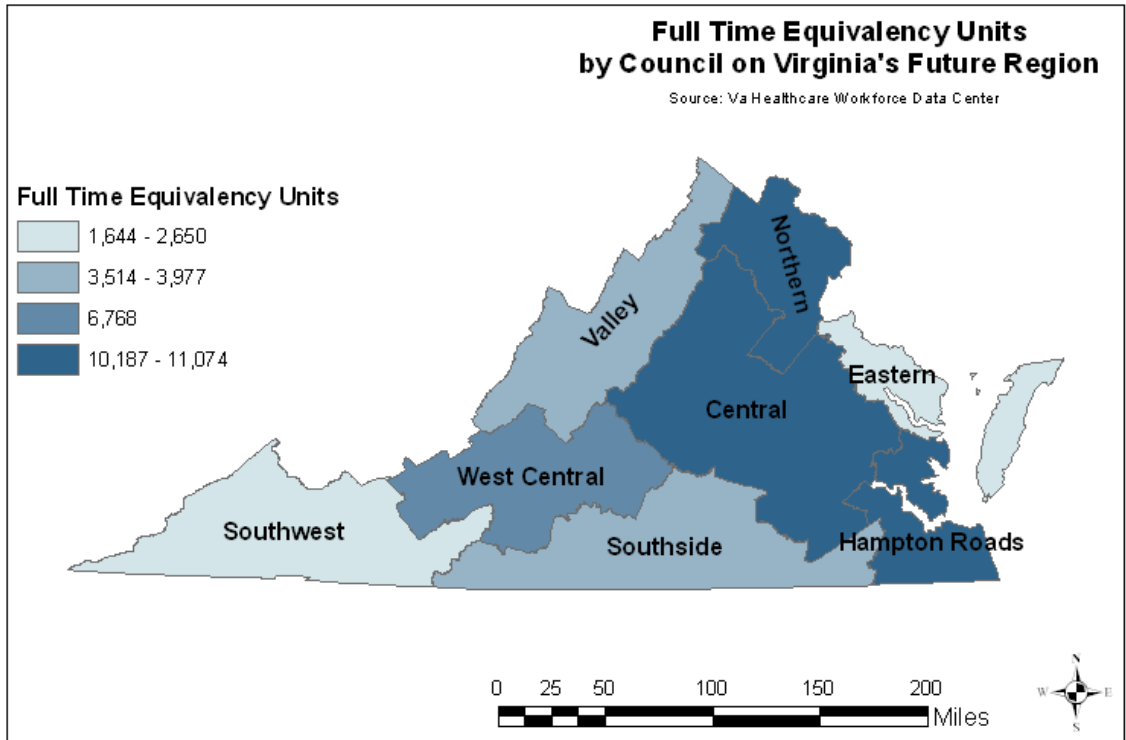 Full Time Equivalency Units
by Council on Virginia's Future Region
Source: Va Healthcare Workforce Data Center
Full Time Equivalency Units
1,644 - 2,650
3,514 - 3,977
6,768
10,187 - 11,074
Northern
Valley
Eastern
Central
West Central
Southwest
Southside
Hampton Roads
0 25 50 100 150 200
Miles
N
W E
S